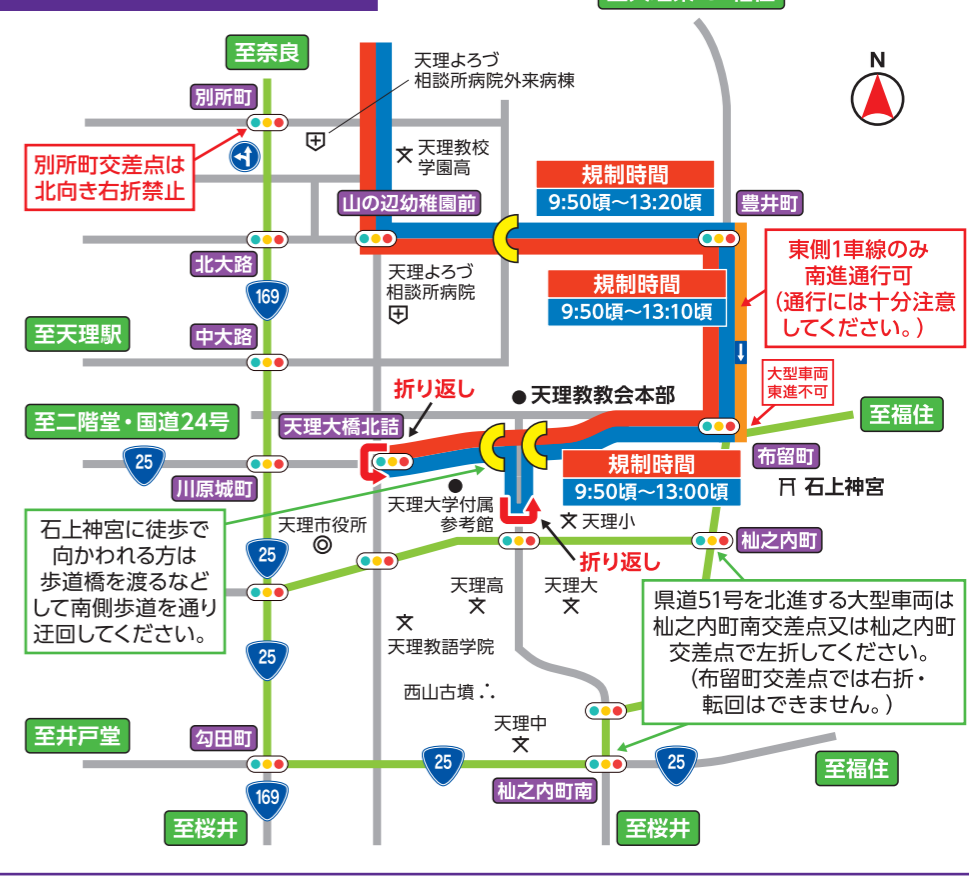 至奈良
N
別所町
天理よろづ
相談所病院外来病棟
別所町交差点は
北向き右折禁止
天理教校
学園高
規制時間
9:50頃～13:20頃
山の辺幼稚園前
豊井町
北大路
169
天理よろづ
相談所病院
規制時間
9:50頃～13:10頃
東側1車線のみ
南進通行可
(通行には十分注意
してください。)
至天理駅
中大路
大型車両
東進不可
折り返し
天理教教会本部
至二階堂・国道24号
天理大橋北詰
至福住
25
川原城町
規制時間
9:50頃～13:00頃
布留町
石上神宮
天理大学付属
参考館
天理市役所
天理小
石上神宮に徒歩で
向かわれる方は
歩道橋を渡るなど
して南側歩道を通り
迂回してください。
25
折り返し
杣之内町
天理高
天理大
県道51号を北進する大型車両は
杣之内町南交差点又は杣之内町
交差点で左折してください。
(布留町交差点では右折・
転回はできません。)
天理教語学院
25
西山古墳
天理中
至井戸堂
勾田町
25
25
至福住
杣之内町南
169
至桜井
至桜井